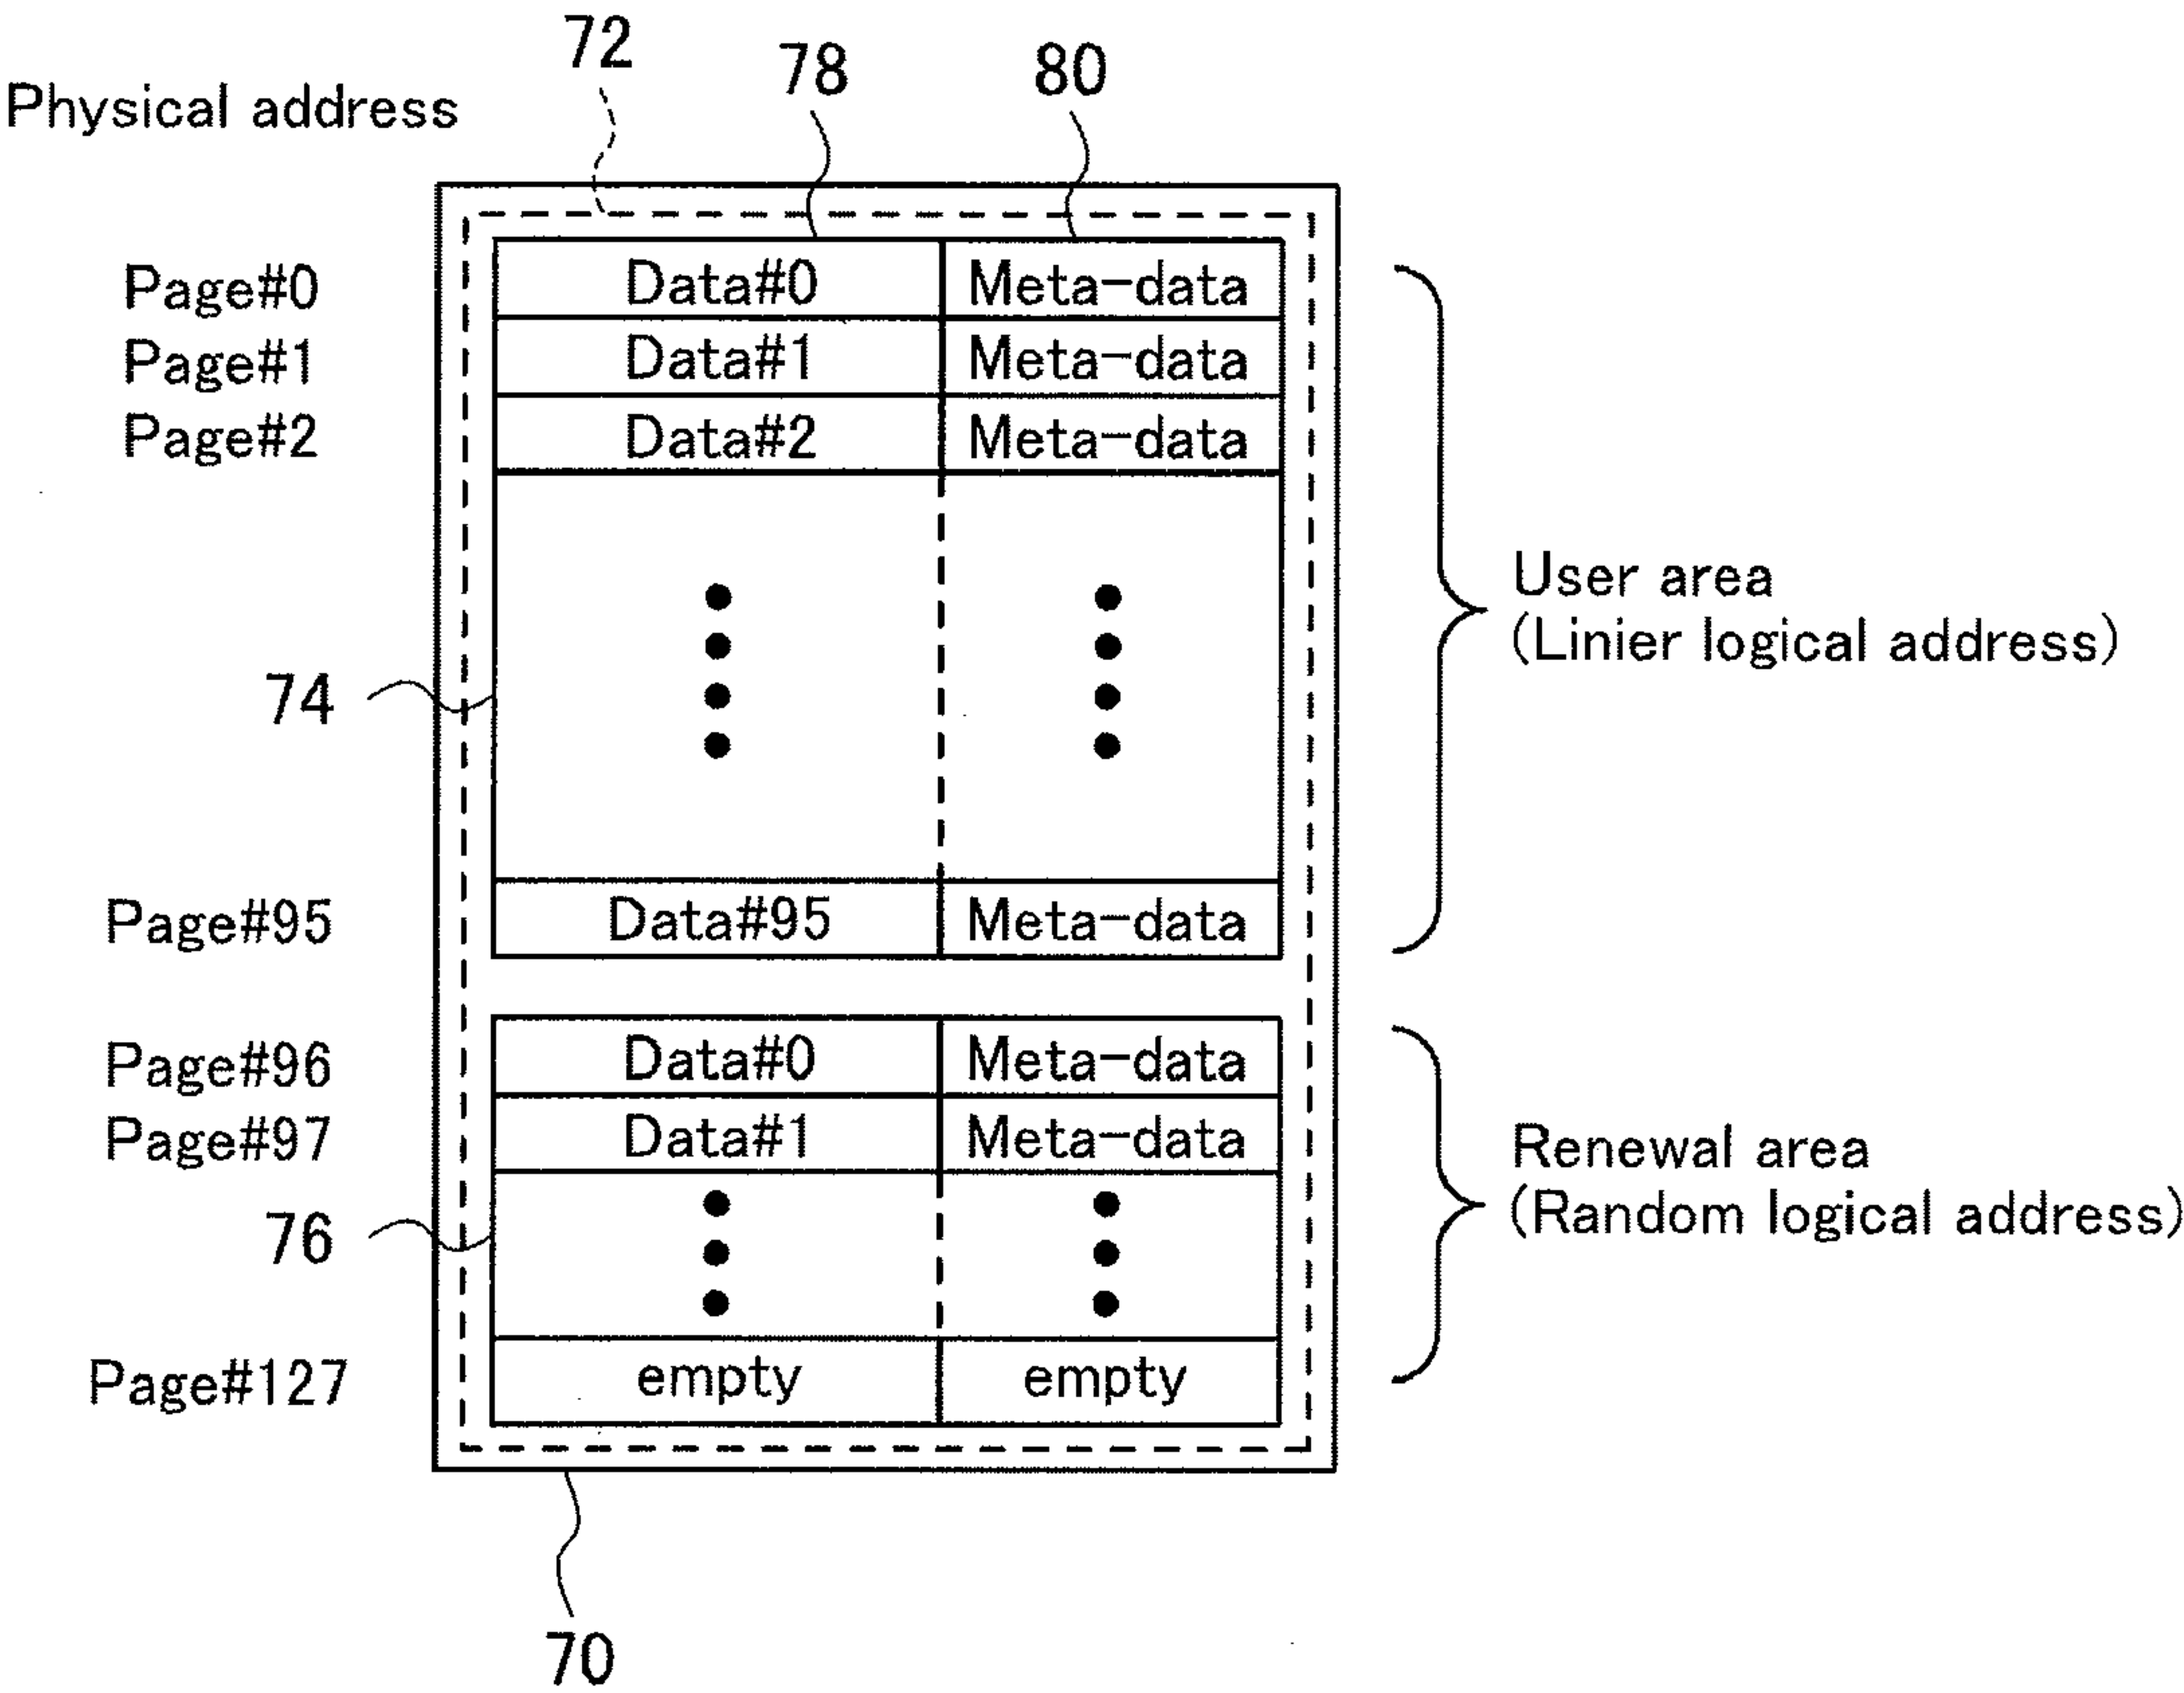 72
78
80
Physical address
Page#0 Data#0 Meta-data
Page#1 Data#1 Meta-data
Page#2 Data#2 Meta-data
User area
(Linier logical address)
74
Page#95 Data#95 Meta-data
Page#96 Data#0 Meta-data
Page#97 Data#1 Meta-data
Renewal area
(Random logical address)
76
Page#127 empty empty
70